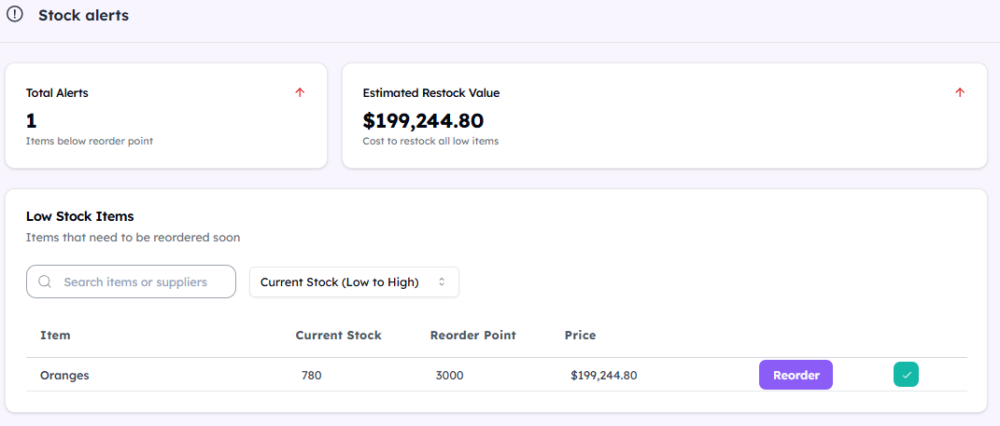 Stock alerts
Total Alerts
1
Items below reorder point
Estimated Restock Value
$199,244.80
Cost to restock all low items
Low Stock Items
Items that need to be reordered soon
Search items or suppliers
Current Stock (Low to High)
Item Current Stock Reorder Point Price
Oranges 780 3000 $199,244.80 Reorder